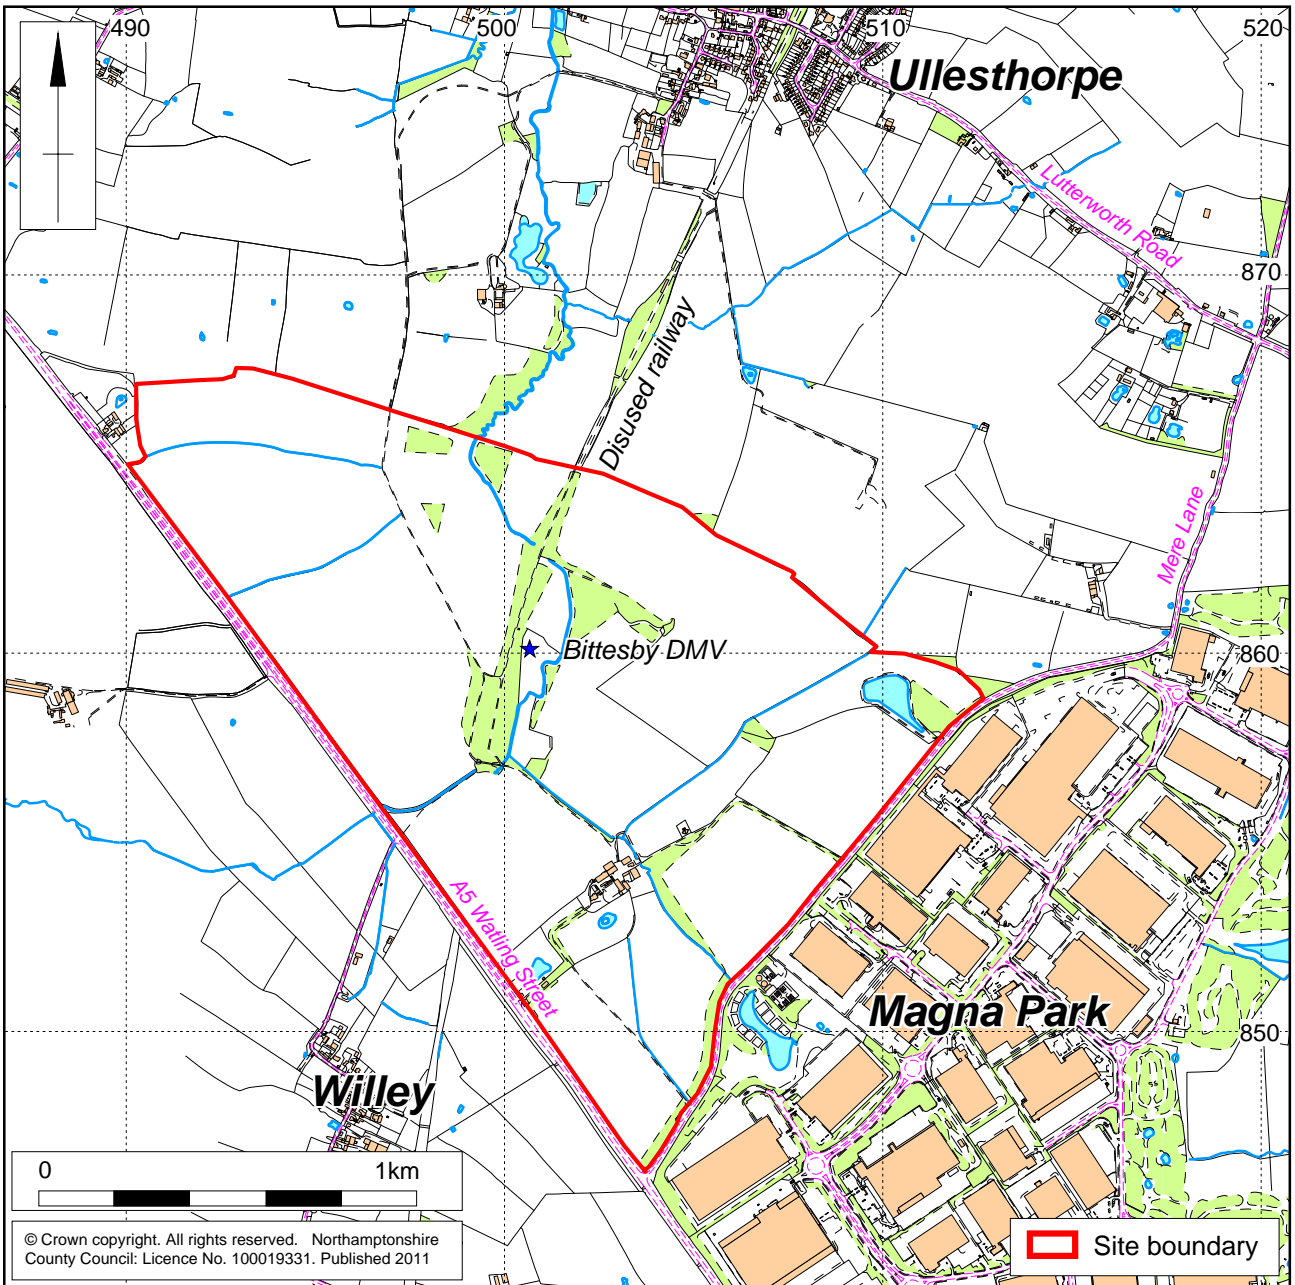 490
500
510
520
Ullesthorpe
Lutterworth Road
870
Disused railway
Mere Lane
Bittesby DMV
860
A5 Watling Street
Magna Park
850
Willey
0 1km
© Crown copyright. All rights reserved. Northamptonshire
County Council: Licence No. 100019331. Published 2011
Site boundary